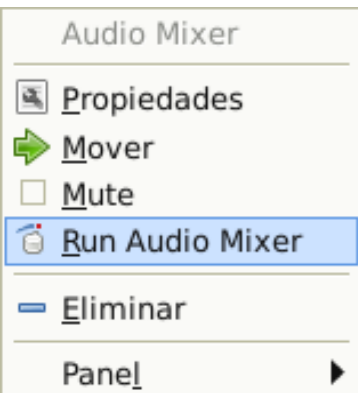 Audio Mixer
Propiedades
Mover
Mute
Run Audio Mixer
Eliminar
Panel